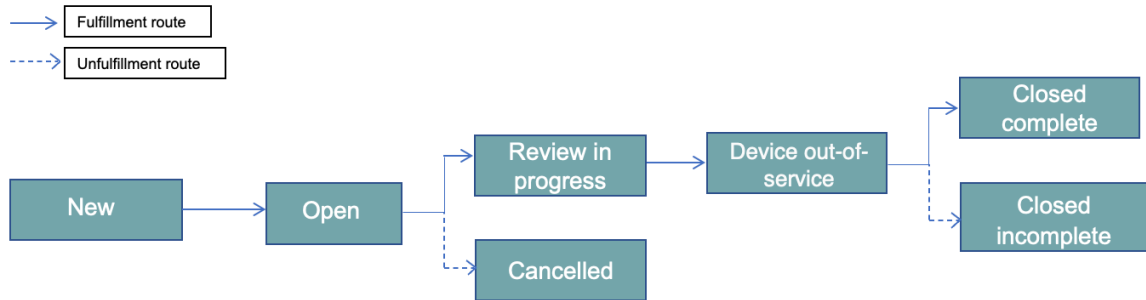 Fulfillment route
Unfulfillment route
New
Open
Review in
progress
Cancelled
Device out-of-
service
Closed
complete
Closed
incomplete